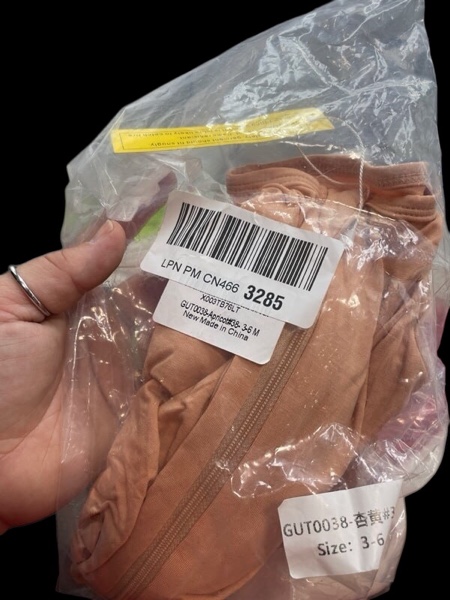 LPN PM CN466 3285
X003TB76LT
GUT0038-Apricot#38- 3-6 M
New Made in China
GUT0038-杏黄#3
Size: 3-6